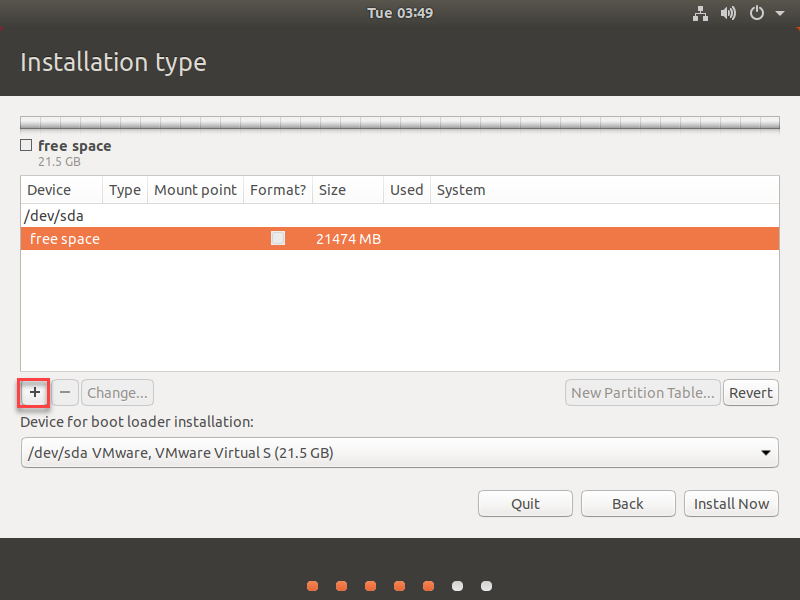 Tue 03:49
Installation type
free space
21.5 GB
Device Type Mount point Format? Size Used System
/dev/sda
free space 21474 MB
+ − Change... New Partition Table... Revert
Device for boot loader installation:
/dev/sda VMware, VMware Virtual S (21.5 GB)
Quit Back Install Now